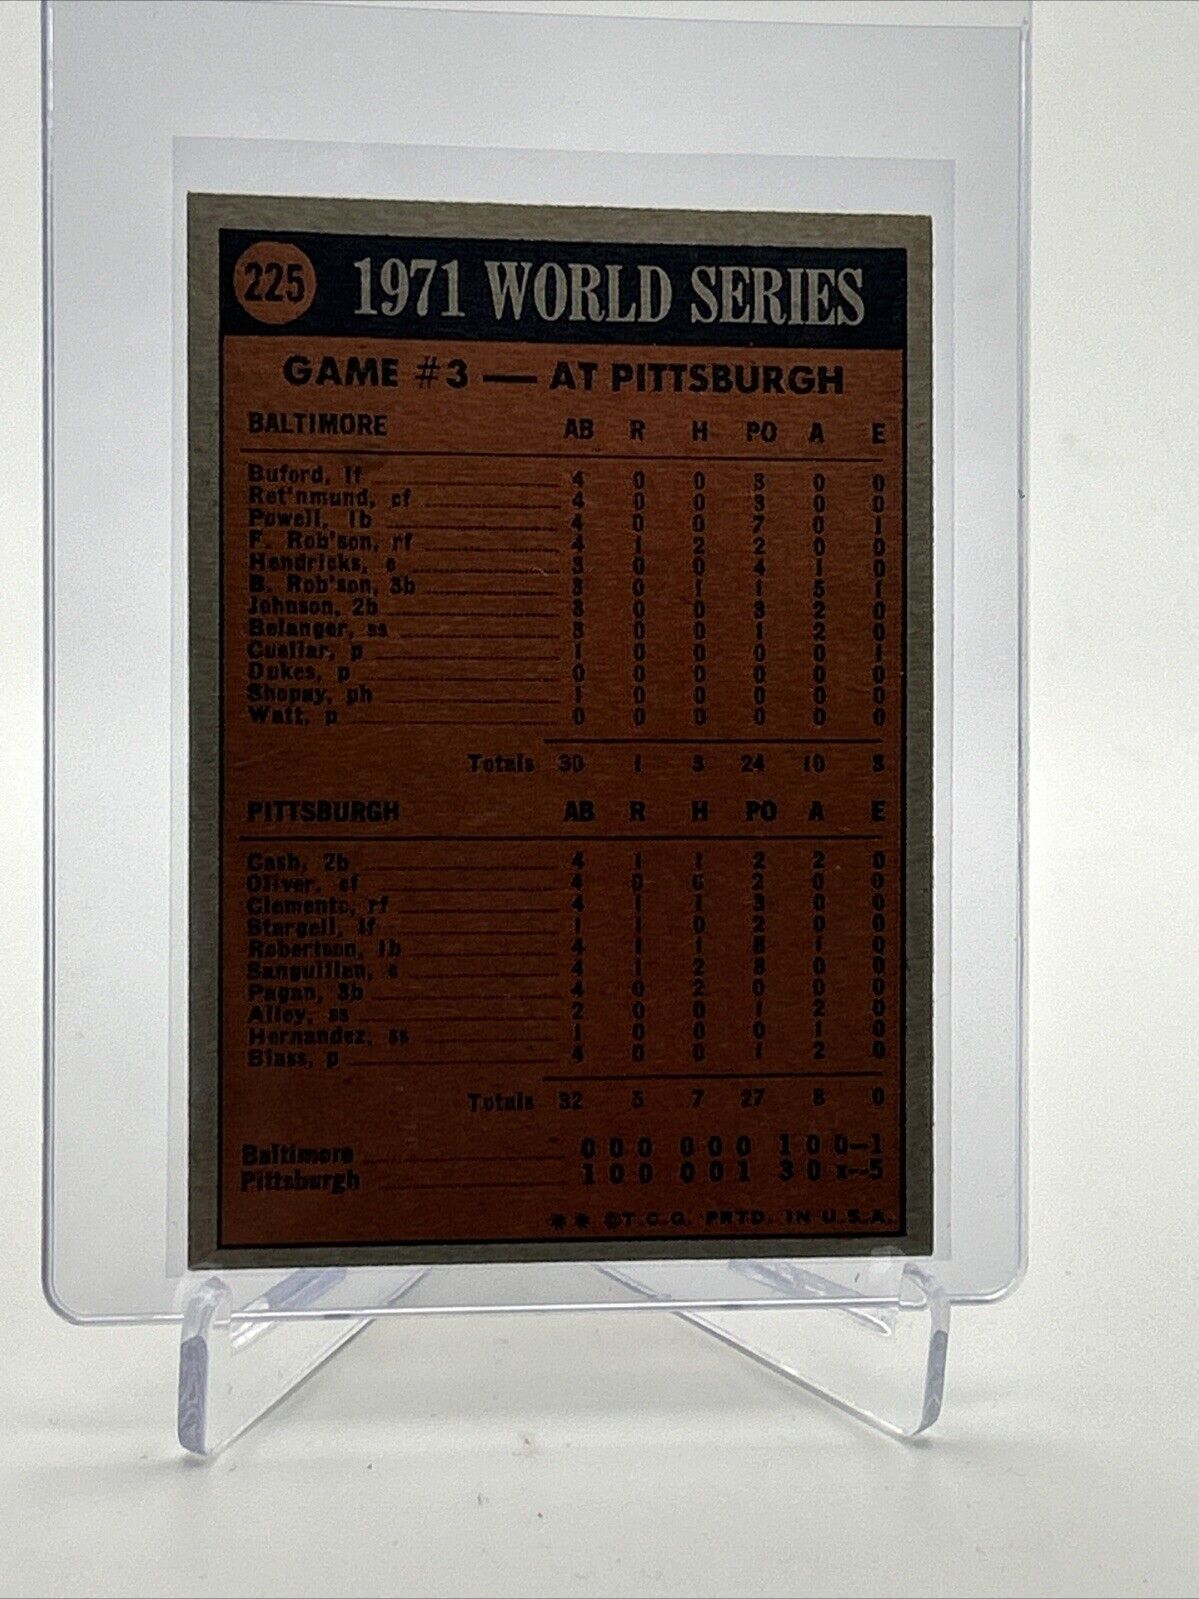 225 1971 WORLD SERIES
GAME #3 — AT PITTSBURGH
BALTIMORE AB R H PO A E
Buford, lf 4 0 0 3 0 0
Ret'nmund, cf 4 0 0 3 0 0
Powell, 1b 4 0 0 7 0 1
F. Rob'son, rf 4 1 2 2 0 0
Hendricks, c 3 0 0 4 1 0
B. Rob'son, 3b 3 0 1 1 5 1
Johnson, 2b 3 0 0 3 2 0
Belanger, ss 3 0 0 1 2 0
Cuellar, p 1 0 0 0 0 1
Dukes, p 0 0 0 0 0 0
Shopay, ph 1 0 0 0 0 0
Watt, p 0 0 0 0 0 0
Totals 30 1 3 24 10 3
PITTSBURGH AB R H PO A E
Cash, 2b 4 1 1 2 2 0
Oliver, cf 4 0 0 2 0 0
Clemente, rf 4 1 1 3 0 0
Stargell, lf 1 1 0 2 0 0
Robertson, 1b 4 1 1 8 1 0
Sanguillen, c 4 1 2 8 0 0
Pagan, 3b 4 0 2 0 0 0
Alley, ss 2 0 0 1 2 0
Hernandez, ss 1 0 0 0 1 0
Blass, p 4 0 0 1 2 0
Totals 32 5 7 27 8 0
Baltimore 0 0 0 0 0 0 1 0 0—1
Pittsburgh 1 0 0 0 0 1 3 0 x—5
** ©T.C.G. PRTD. IN U.S.A.